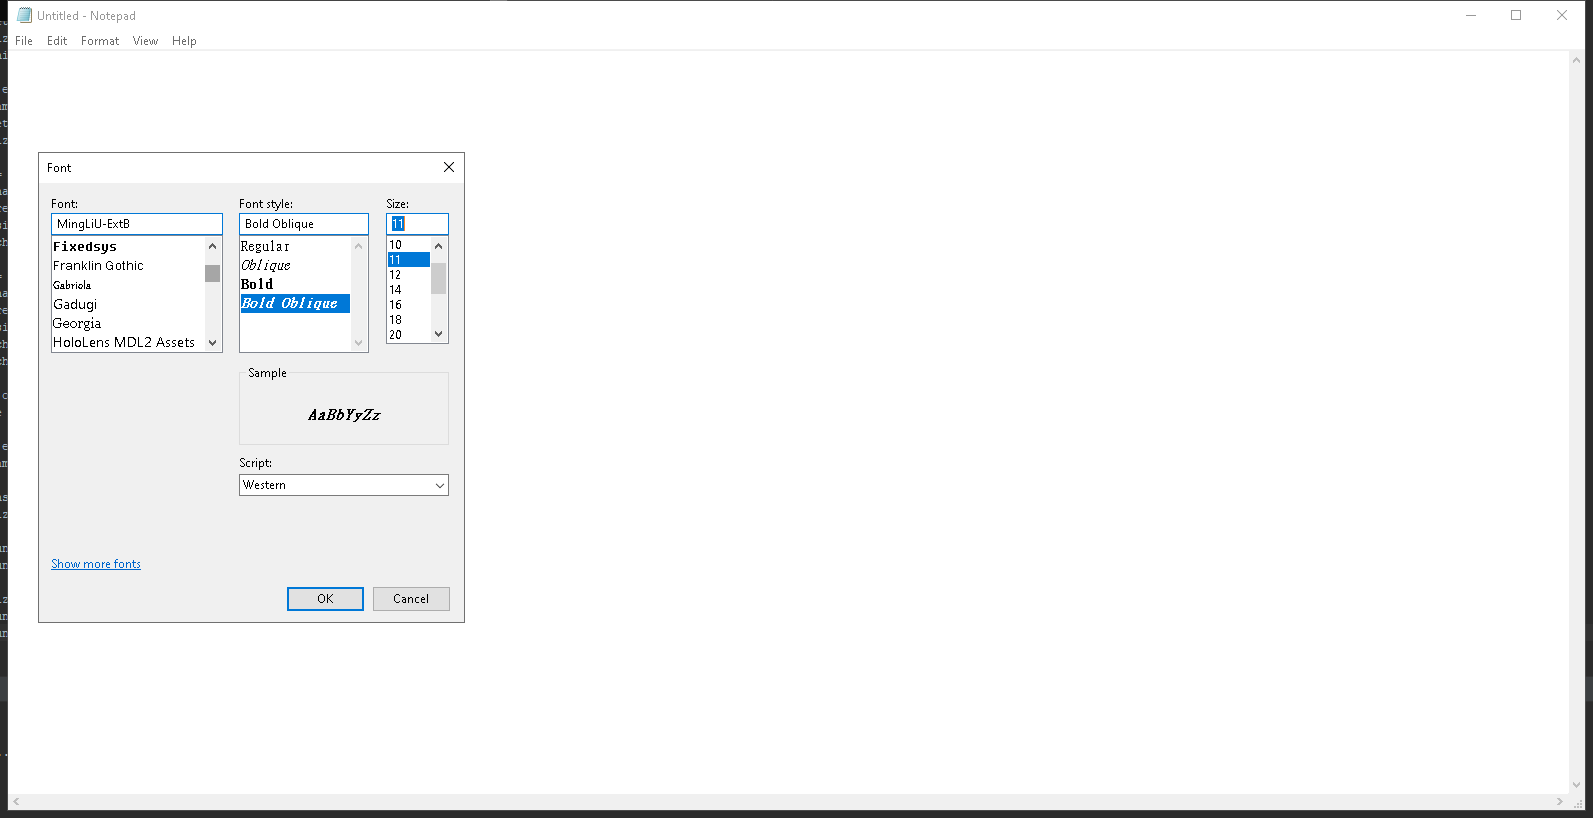 Untitled - Notepad
File Edit Format View Help
Font
Font: Font style: Size:
MingLiU-ExtB Bold Oblique 11
Fixedsys
Franklin Gothic
Gabriola
Gadugi
Georgia
HoloLens MDL2 Assets
Regular
Oblique
Bold
Bold Oblique
10
11
12
14
16
18
20
Sample
AaBbYyZz
Script:
Western
Show more fonts
OK Cancel